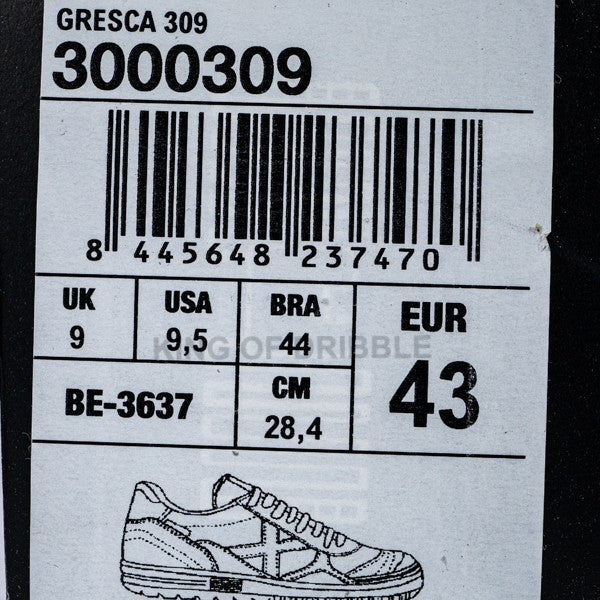 GRESCA 309
3000309
8 445648 237470
UK USA BRA EUR
9 9,5 44 43
KING OF DRIBBLE
BE-3637 CM
28,4